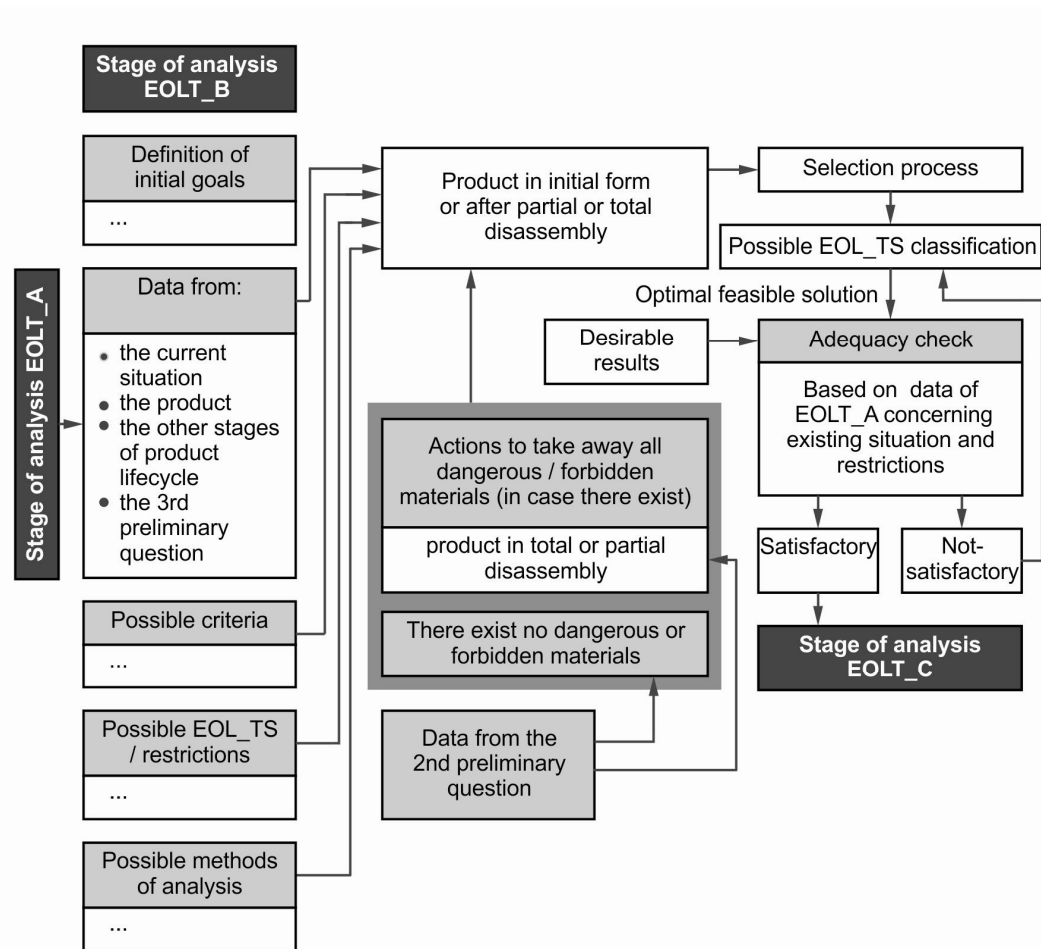 Stage of analysis
EOLT_B
Definition of
initial goals
...
Stage of analysis EOLT_A
Data from:
• the current
situation
• the product
• the other stages
of product
lifecycle
• the 3rd
preliminary
question
Possible criteria
...
Possible EOL_TS
/ restrictions
...
Possible methods
of analysis
...
Product in initial form
or after partial or total
disassembly
Selection process
Possible EOL_TS classification
Optimal feasible solution
Desirable
results
Adequacy check
Based on data of
EOLT_A concerning
existing situation and
restrictions
Actions to take away all
dangerous / forbidden
materials (in case there exist)
product in total or partial
disassembly
There exist no dangerous or
forbidden materials
Data from the
2nd preliminary
question
Satisfactory
Not-
satisfactory
Stage of analysis
EOLT_C